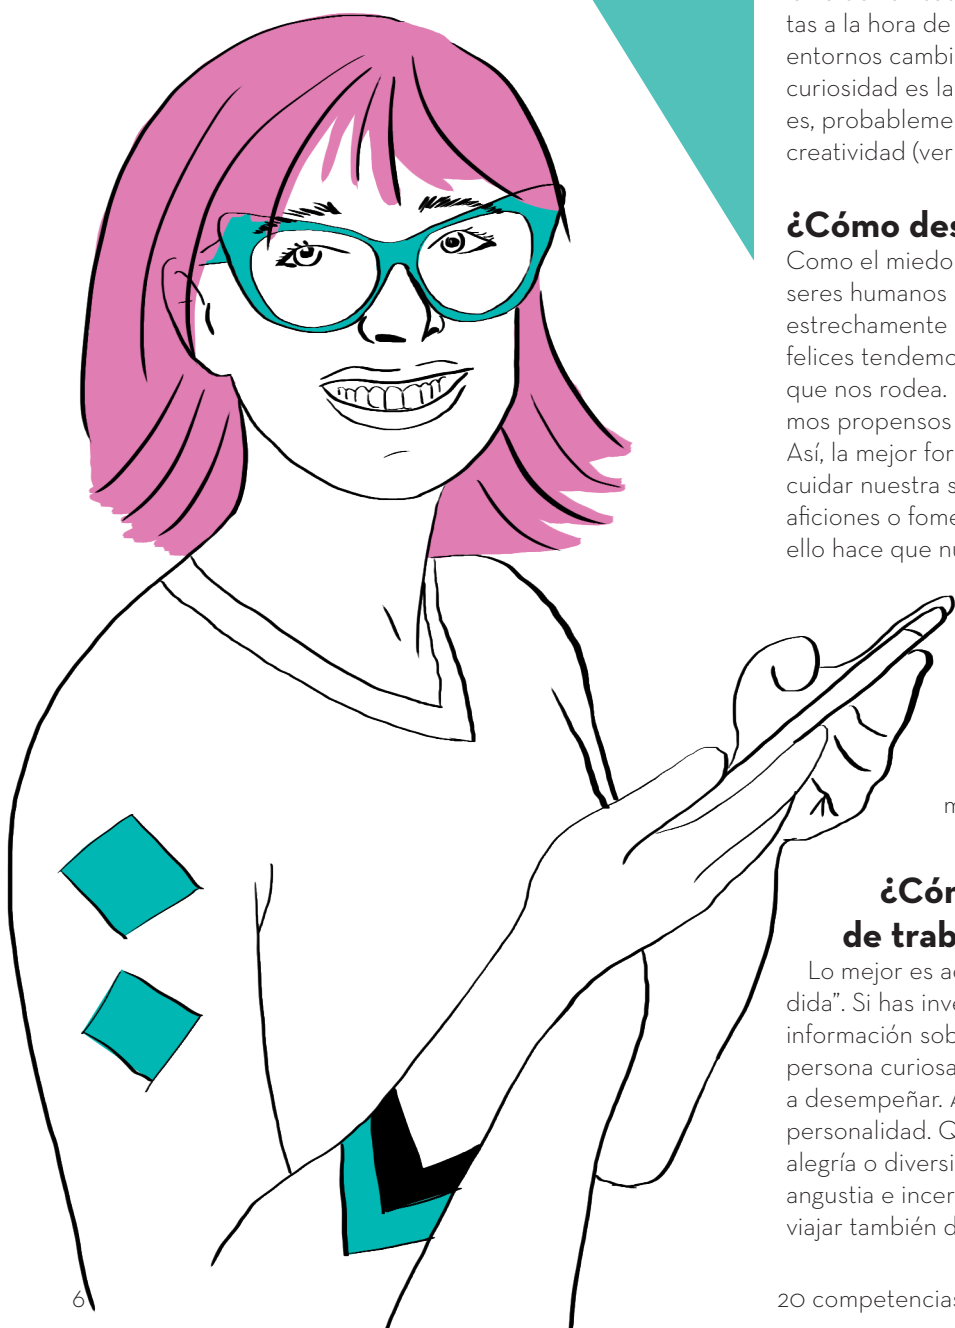 tas a la hora de
entornos cambi
curiosidad es la
es, probableme
creatividad (ver
¿Cómo des
Como el miedo
seres humanos
estrechamente
felices tendemo
que nos rodea.
mos propensos
Así, la mejor for
cuidar nuestra s
aficiones o fome
ello hace que nu
m
¿Cór
de trab
Lo mejor es ac
dida”. Si has inve
información sob
persona curiosa
a desempeñar. A
personalidad. Q
alegría o diversi
angustia e incer
viajar también d
6
20 competencias